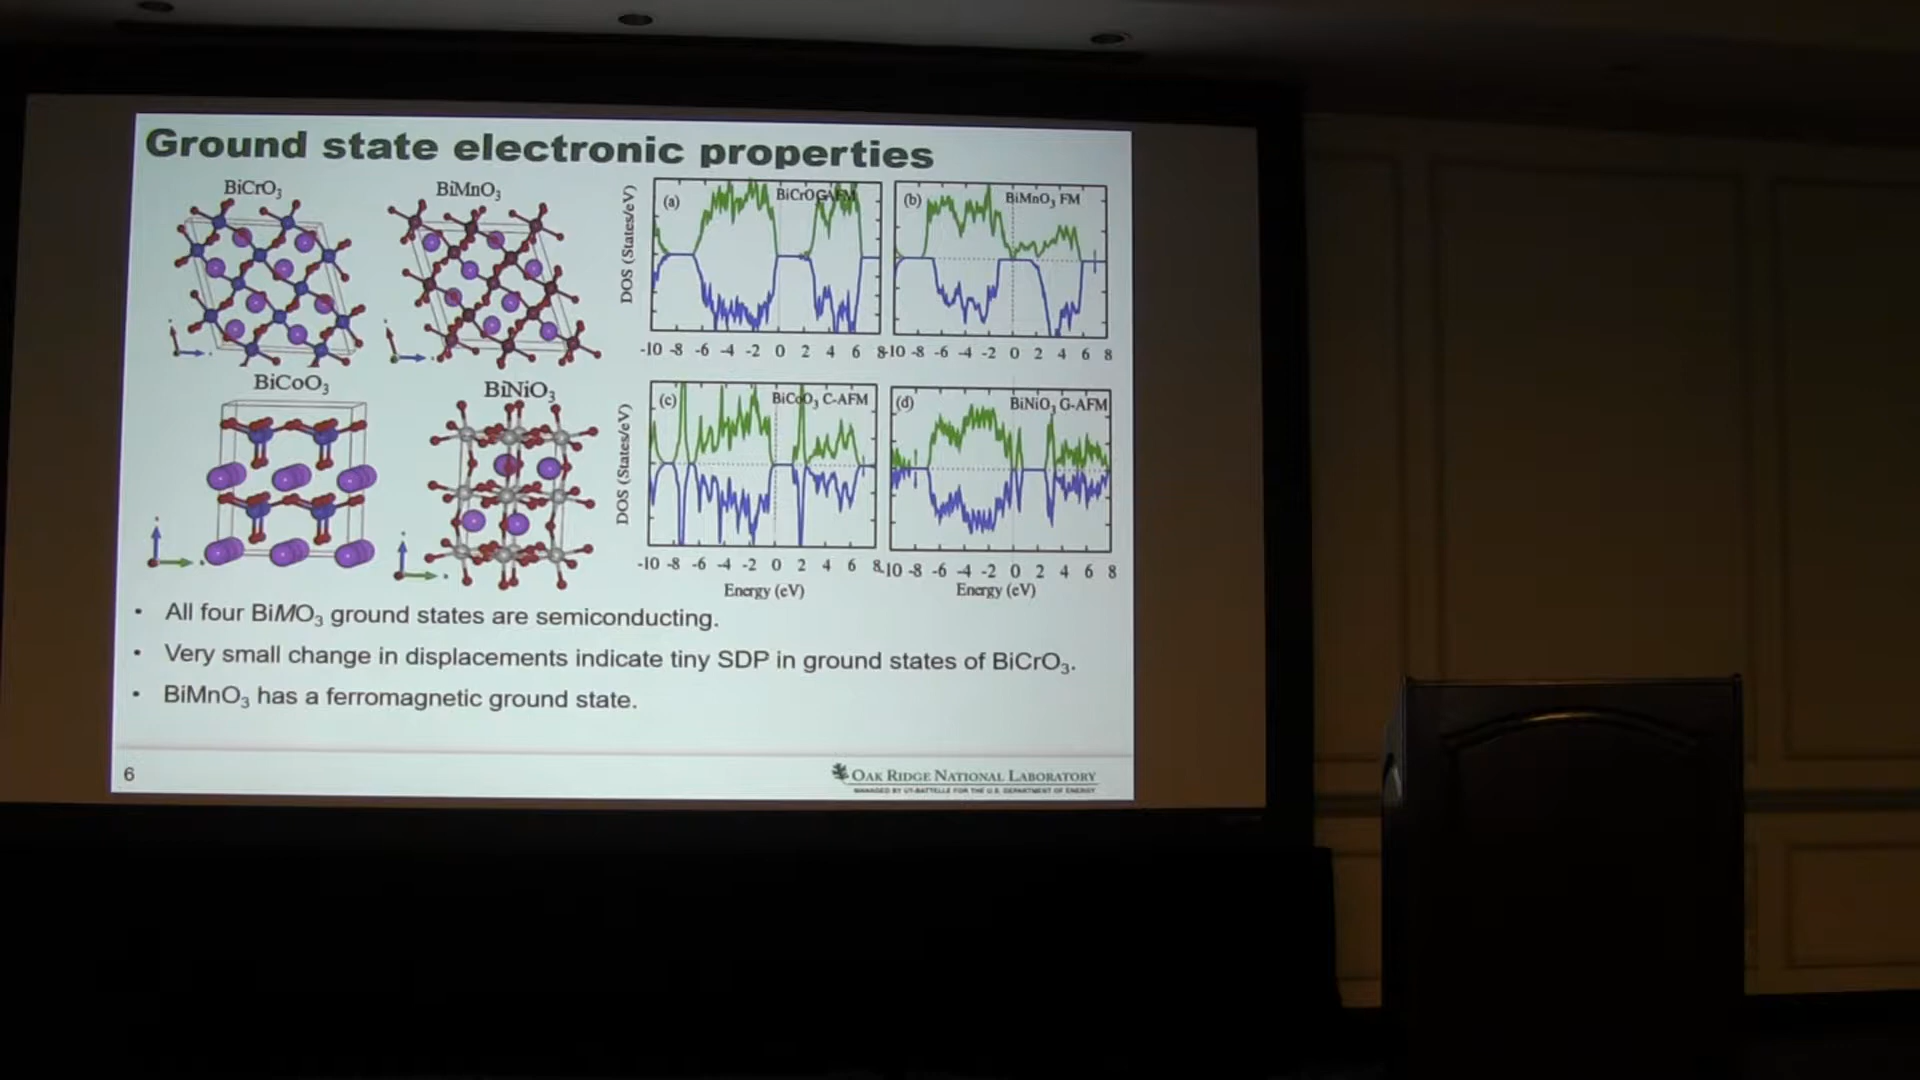 Ground state electronic properties
BiCrO₃
BiMnO₃
BiCoO₃
BiNiO₃
DOS (States/eV)
(a)
BiCrO
(b)
BiMnO₃ FM
-10 -8 -6 -4 -2 0 2 4 6 8
-10 -8 -6 -4 -2 0 2 4 6 8
DOS (States/eV)
(c)
BiCoO₃ C-AFM
(d)
BiNiO₃ G-AFM
-10 -8 -6 -4 -2 0 2 4 6 8
-10 -8 -6 -4 -2 0 2 4 6 8
Energy (eV)
Energy (eV)
• All four BiMO₃ ground states are semiconducting.
• Very small change in displacements indicate tiny SDP in ground states of BiCrO₃.
• BiMnO₃ has a ferromagnetic ground state.
6
OAK RIDGE NATIONAL LABORATORY
MANAGED BY UT-BATTELLE FOR THE U.S. DEPARTMENT OF ENERGY